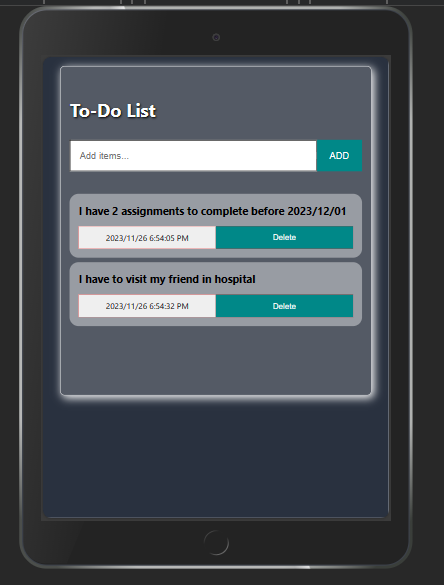 To-Do List
Add items...
ADD
I have 2 assignments to complete before 2023/12/01
2023/11/26 6:54:05 PM
Delete
I have to visit my friend in hospital
2023/11/26 6:54:32 PM
Delete